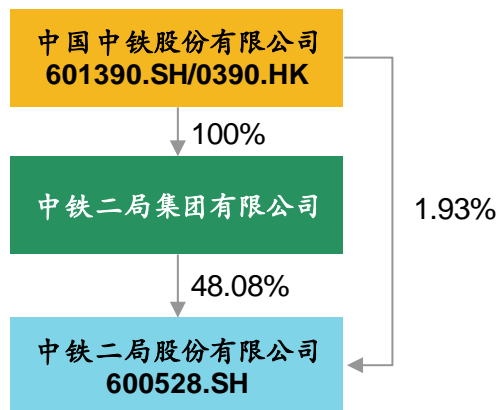 中国中铁股份有限公司
601390.SH/0390.HK
100%
中铁二局集团有限公司
1.93%
48.08%
中铁二局股份有限公司
600528.SH